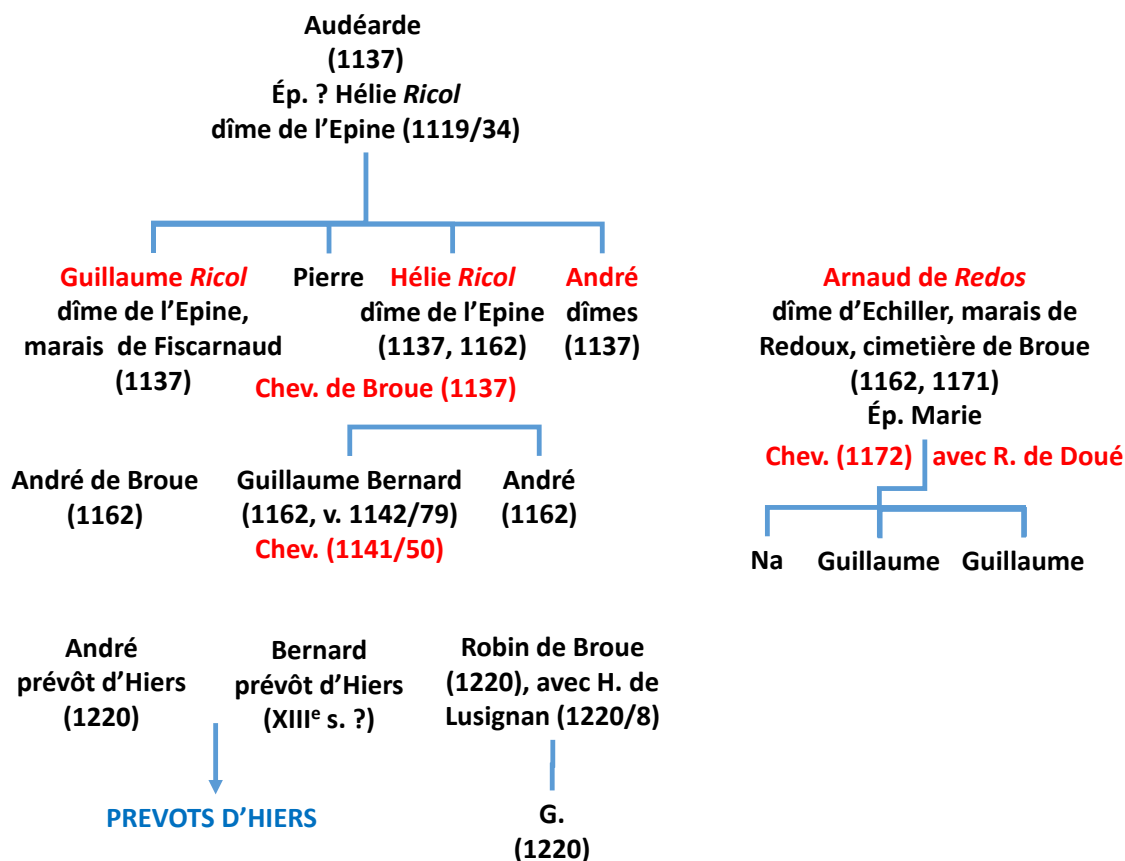 Audéarde
(1137)
Ép. ? Hélie Ricol
dîme de l’Epine (1119/34)
Guillaume Ricol
dîme de l’Epine,
marais de Fiscarnaud
(1137)
Pierre
Hélie Ricol
dîme de l’Epine
(1137, 1162)
André
dîmes
(1137)
Chev. de Broue (1137)
Arnaud de Redos
dîme d’Echiller, marais de
Redoux, cimetière de Broue
(1162, 1171)
Ép. Marie
Chev. (1172) avec R. de Doué
André de Broue
(1162)
Guillaume Bernard
(1162, v. 1142/79)
Chev. (1141/50)
André
(1162)
Na
Guillaume
Guillaume
André
prévôt d’Hiers
(1220)
Bernard
prévôt d’Hiers
(XIIIe s. ?)
Robin de Broue
(1220), avec H. de
Lusignan (1220/8)
PREVOTS D’HIERS
G.
(1220)